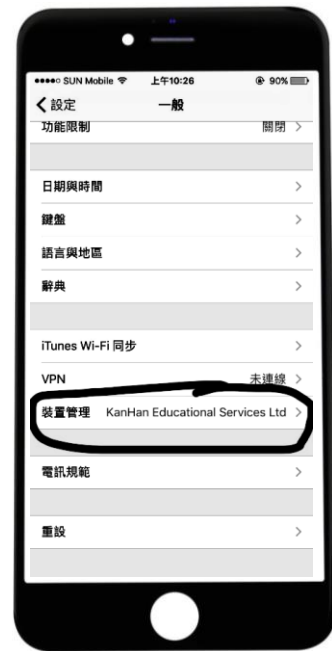 SUN Mobile 上午10:26 90%
設定 一般
功能限制 關閉
日期與時間
鍵盤
語言與地區
辭典
iTunes Wi-Fi 同步
VPN 未連線
裝置管理 KanHan Educational Services Ltd
電訊規範
重設